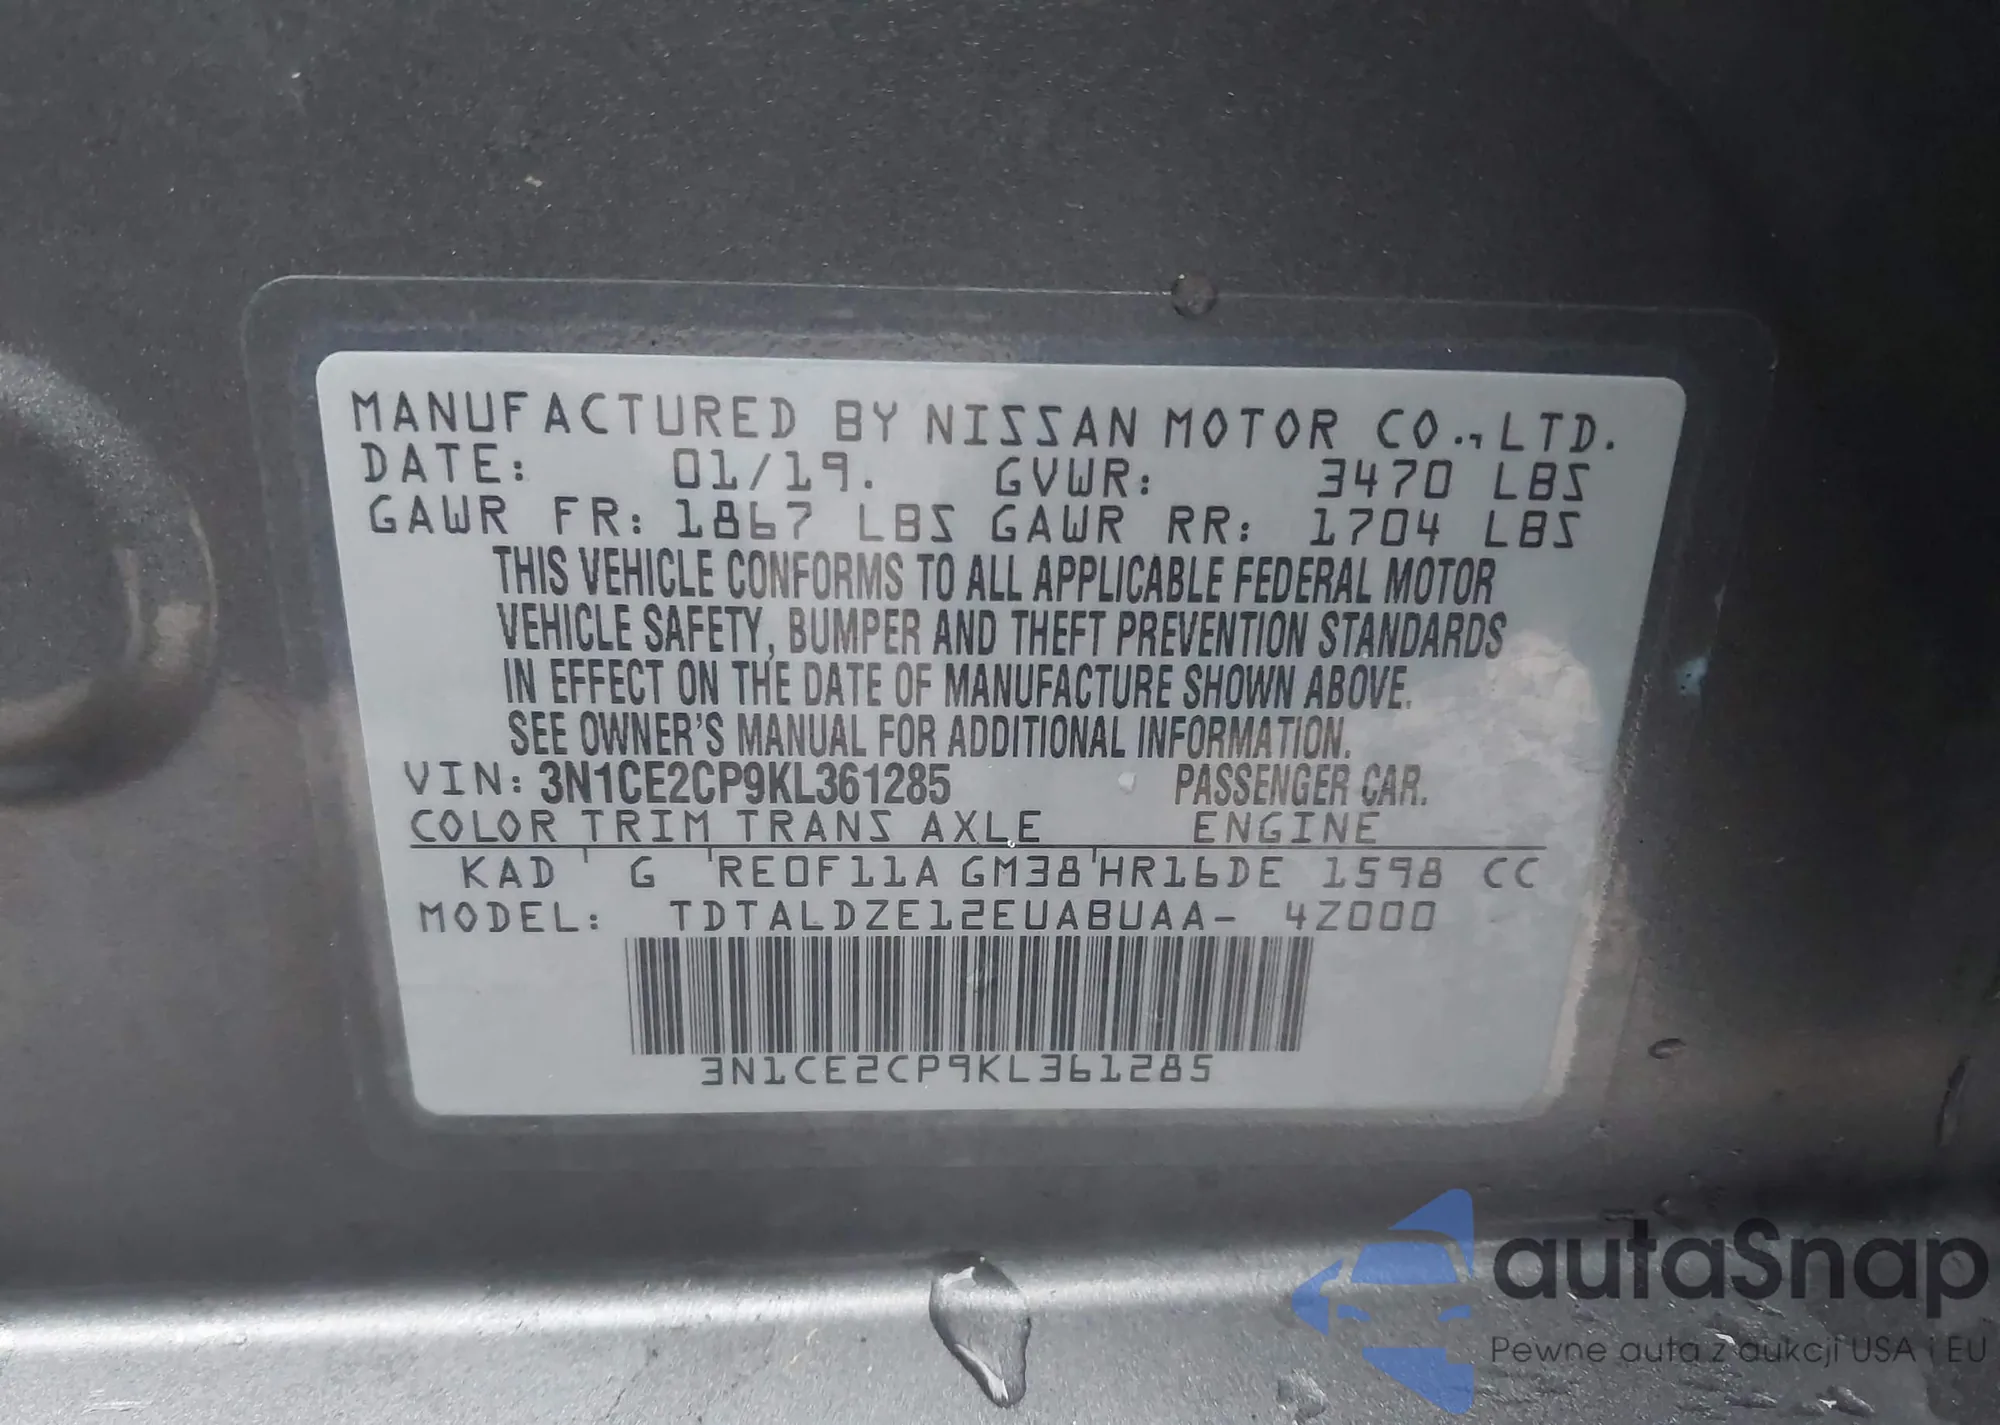 MANUFACTURED BY NISSAN MOTOR CO., LTD.
DATE: 01/19. GVWR: 3470 LBS
GAWR FR: 1867 LBS GAWR RR: 1704 LBS
THIS VEHICLE CONFORMS TO ALL APPLICABLE FEDERAL MOTOR
VEHICLE SAFETY, BUMPER AND THEFT PREVENTION STANDARDS
IN EFFECT ON THE DATE OF MANUFACTURE SHOWN ABOVE.
SEE OWNER'S MANUAL FOR ADDITIONAL INFORMATION.
VIN: 3N1CE2CP9KL361285 PASSENGER CAR.
COLOR TRIM TRANS AXLE ENGINE
KAD G RE0F11A GM38 HR16DE 1598 CC
MODEL: TDTALDZE12EUABUAA- 4Z000
3N1CE2CP9KL361285
autaSnap
Pewne auta z aukcji USA i EU